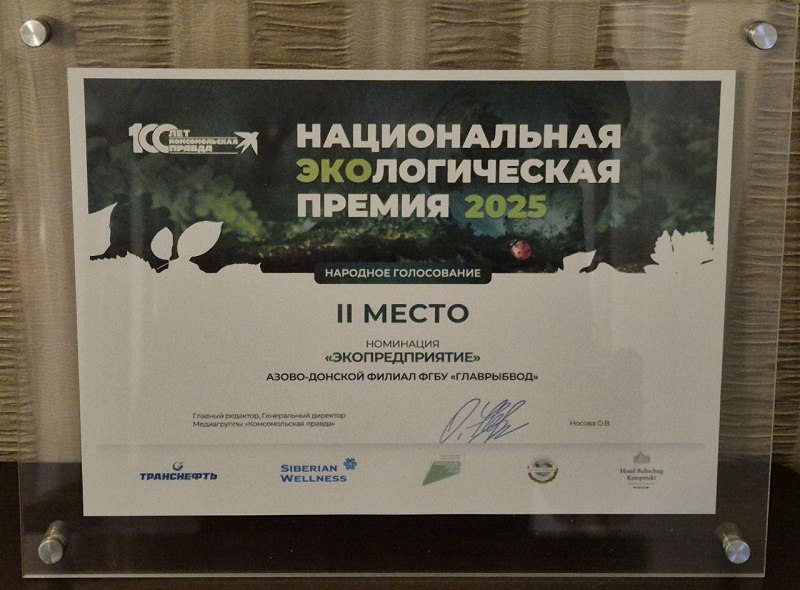 100 ЛЕТ
КОМСОМОЛЬСКАЯ
ПРАВДА
НАЦИОНАЛЬНАЯ
ЭКОЛОГИЧЕСКАЯ
ПРЕМИЯ 2025
НАРОДНОЕ ГОЛОСОВАНИЕ
II МЕСТО
НОМИНАЦИЯ
«ЭКОПРЕДПРИЯТИЕ»
АЗОВО-ДОНСКОЙ ФИЛИАЛ ФГБУ «ГЛАВРЫБВОД»
Главный редактор, Генеральный директор
Медиагруппы «Комсомольская правда»
Носова О.В.
ТРАНСНЕФТЬ
SIBERIAN
WELLNESS
Hotel Baltschug
Kempinski